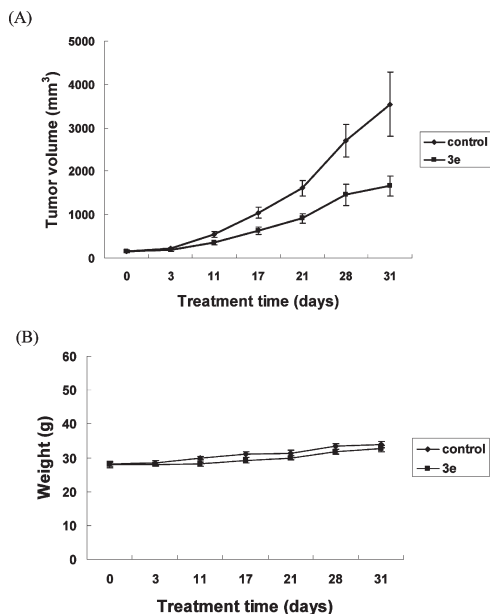 (A)
5000
4000
3000
2000
1000
0
Tumor volume (mm³)
0 3 11 17 21 28 31
Treatment time (days)
control
3e
(B)
60
50
40
30
20
10
0
Weight (g)
0 3 11 17 21 28 31
Treatment time (days)
control
3e